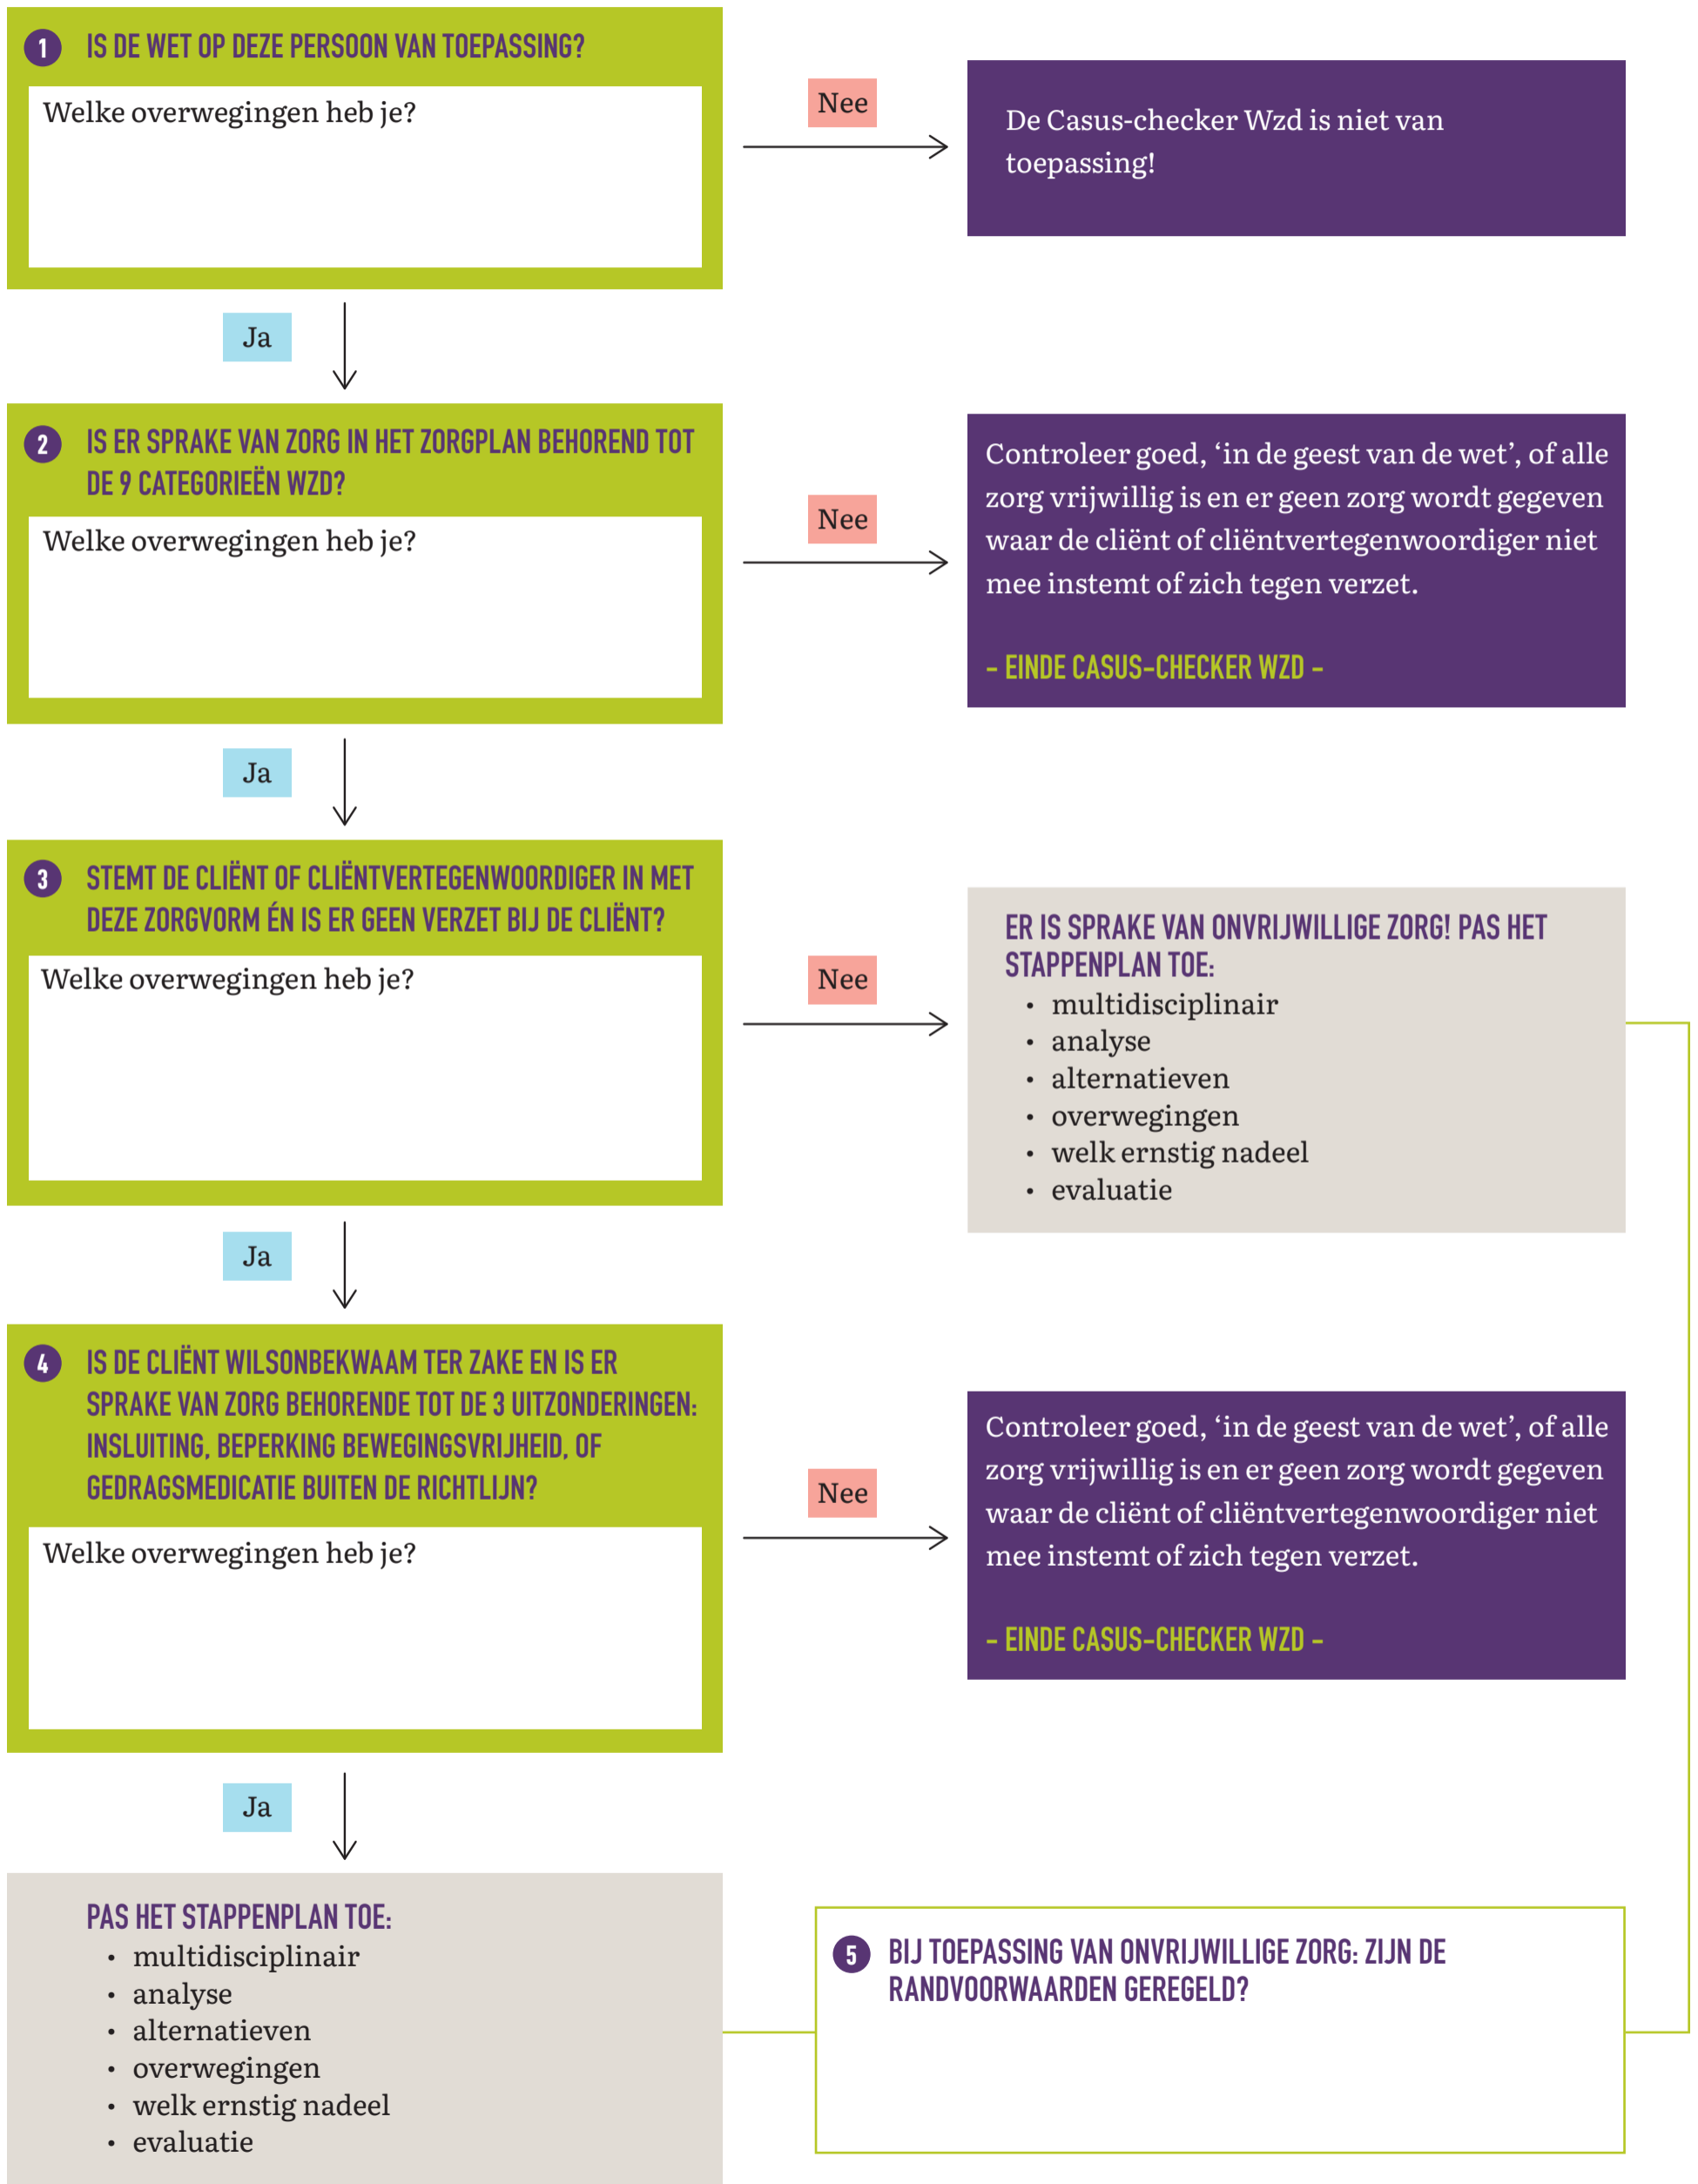 1 IS DE WET OP DEZE PERSOON VAN TOEPASSING?
Welke overwegingen heb je?
Nee
De Casus-checker Wzd is niet van
toepassing!
Ja
2 IS ER SPRAKE VAN ZORG IN HET ZORGPLAN BEHOREND TOT
DE 9 CATEGORIEËN WZD?
Welke overwegingen heb je?
Nee
Controleer goed, ‘in de geest van de wet’, of alle
zorg vrijwillig is en er geen zorg wordt gegeven
waar de cliënt of cliëntvertegenwoordiger niet
mee instemt of zich tegen verzet.
- EINDE CASUS-CHECKER WZD -
Ja
3 STEMT DE CLIËNT OF CLIËNTVERTEGENWOORDIGER IN MET
DEZE ZORGVORM ÉN IS ER GEEN VERZET BIJ DE CLIËNT?
Welke overwegingen heb je?
Nee
ER IS SPRAKE VAN ONVRIJWILLIGE ZORG! PAS HET
STAPPENPLAN TOE:
• multidisciplinair
• analyse
• alternatieven
• overwegingen
• welk ernstig nadeel
• evaluatie
Ja
4 IS DE CLIËNT WILSONBEKWAAM TER ZAKE EN IS ER
SPRAKE VAN ZORG BEHORENDE TOT DE 3 UITZONDERINGEN:
INSLUITING, BEPERKING BEWEGINGSVRIJHEID, OF
GEDRAGSMEDICATIE BUITEN DE RICHTLIJN?
Welke overwegingen heb je?
Nee
Controleer goed, ‘in de geest van de wet’, of alle
zorg vrijwillig is en er geen zorg wordt gegeven
waar de cliënt of cliëntvertegenwoordiger niet
mee instemt of zich tegen verzet.
- EINDE CASUS-CHECKER WZD -
Ja
PAS HET STAPPENPLAN TOE:
• multidisciplinair
• analyse
• alternatieven
• overwegingen
• welk ernstig nadeel
• evaluatie
5 BIJ TOEPASSING VAN ONVRIJWILLIGE ZORG: ZIJN DE
RANDVOORWAARDEN GEREGELD?